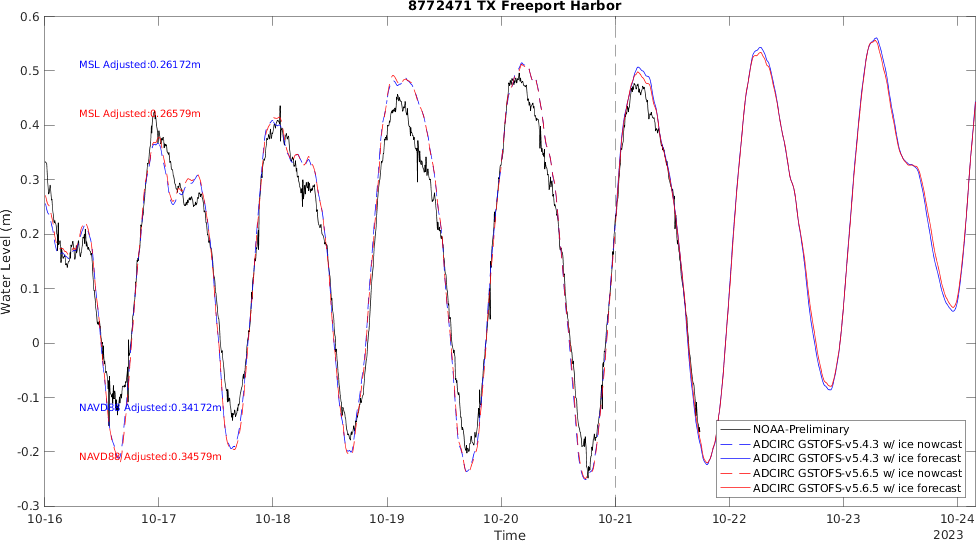 8772471 TX Freeport Harbor
0.6
0.5
0.4
0.3
0.2
0.1
0
-0.1
-0.2
-0.3
Water Level (m)
MSL Adjusted:0.26172m
MSL Adjusted:0.26579m
NAVD88 Adjusted:0.34172m
NAVD88 Adjusted:0.34579m
NOAA-Preliminary
ADCIRC GSTOFS-v5.4.3 w/ ice nowcast
ADCIRC GSTOFS-v5.4.3 w/ ice forecast
ADCIRC GSTOFS-v5.6.5 w/ ice nowcast
ADCIRC GSTOFS-v5.6.5 w/ ice forecast
10-16 10-17 10-18 10-19 10-20 10-21 10-22 10-23 10-24
Time
2023